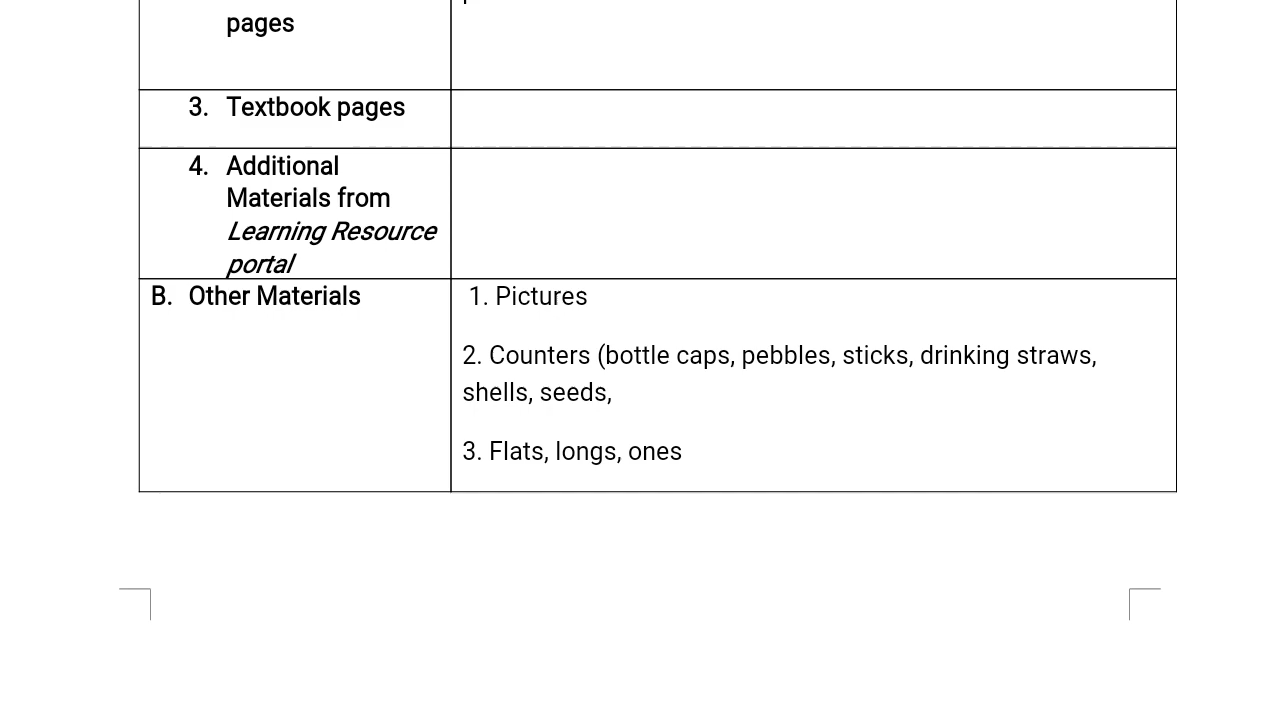 pages
3. Textbook pages
4. Additional
Materials from
Learning Resource
portal
B. Other Materials
1. Pictures
2. Counters (bottle caps, pebbles, sticks, drinking straws,
shells, seeds,
3. Flats, longs, ones